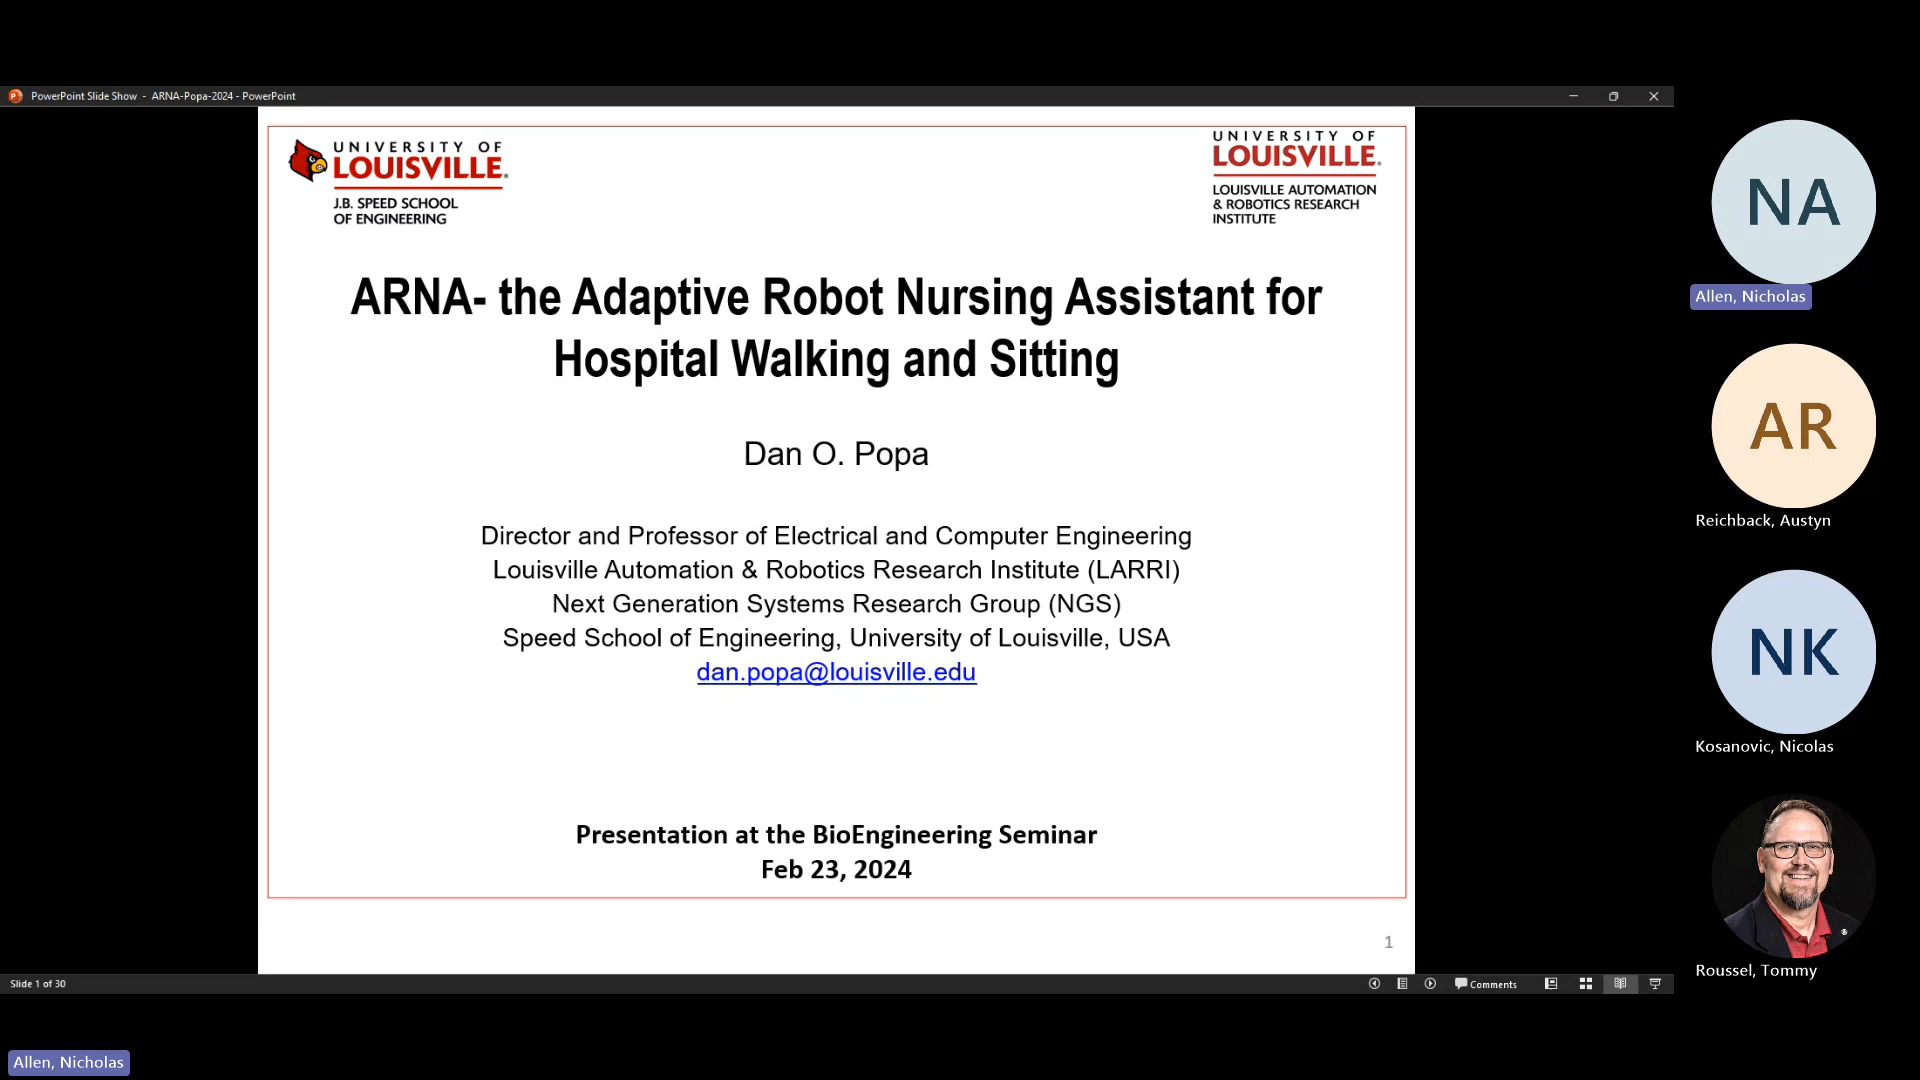 PowerPoint Slide Show - ARNA-Popa-2024 - PowerPoint
UNIVERSITY OF
LOUISVILLE.
J.B. SPEED SCHOOL
OF ENGINEERING
UNIVERSITY OF
LOUISVILLE.
LOUISVILLE AUTOMATION
& ROBOTICS RESEARCH
INSTITUTE
ARNA- the Adaptive Robot Nursing Assistant for
Hospital Walking and Sitting
Dan O. Popa
Director and Professor of Electrical and Computer Engineering
Louisville Automation & Robotics Research Institute (LARRI)
Next Generation Systems Research Group (NGS)
Speed School of Engineering, University of Louisville, USA
dan.popa@louisville.edu
Presentation at the BioEngineering Seminar
Feb 23, 2024
1
Slide 1 of 30
Comments
NA
Allen, Nicholas
AR
Reichback, Austyn
NK
Kosanovic, Nicolas
Roussel, Tommy
Allen, Nicholas